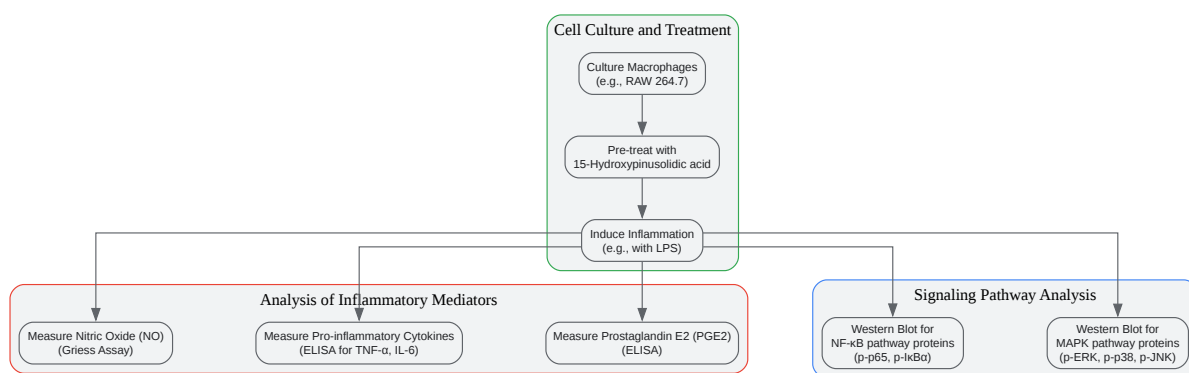 Cell Culture and Treatment
Culture Macrophages
(e.g., RAW 264.7)
Pre-treat with
15-Hydroxypinusolidic acid
Induce Inflammation
(e.g., with LPS)
Analysis of Inflammatory Mediators
Measure Nitric Oxide (NO)
(Griess Assay)
Measure Pro-inflammatory Cytokines
(ELISA for TNF-α, IL-6)
Measure Prostaglandin E2 (PGE2)
(ELISA)
Signaling Pathway Analysis
Western Blot for
NF-κB pathway proteins
(p-p65, p-IκBα)
Western Blot for
MAPK pathway proteins
(p-ERK, p-p38, p-JNK)